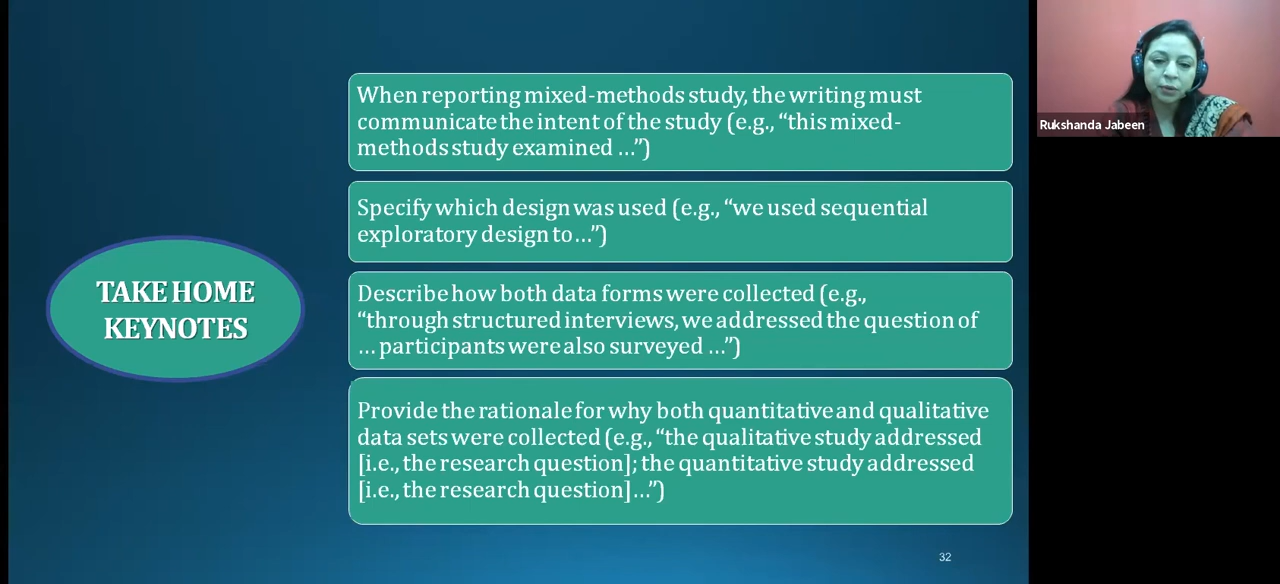 TAKE HOME
KEYNOTES
When reporting mixed-methods study, the writing must
communicate the intent of the study (e.g., “this mixed-
methods study examined …”)
Specify which design was used (e.g., “we used sequential
exploratory design to…”)
Describe how both data forms were collected (e.g.,
“through structured interviews, we addressed the question of
… participants were also surveyed …”)
Provide the rationale for why both quantitative and qualitative
data sets were collected (e.g., “the qualitative study addressed
[i.e., the research question]; the quantitative study addressed
[i.e., the research question]…”)
32
Rukshanda Jabeen